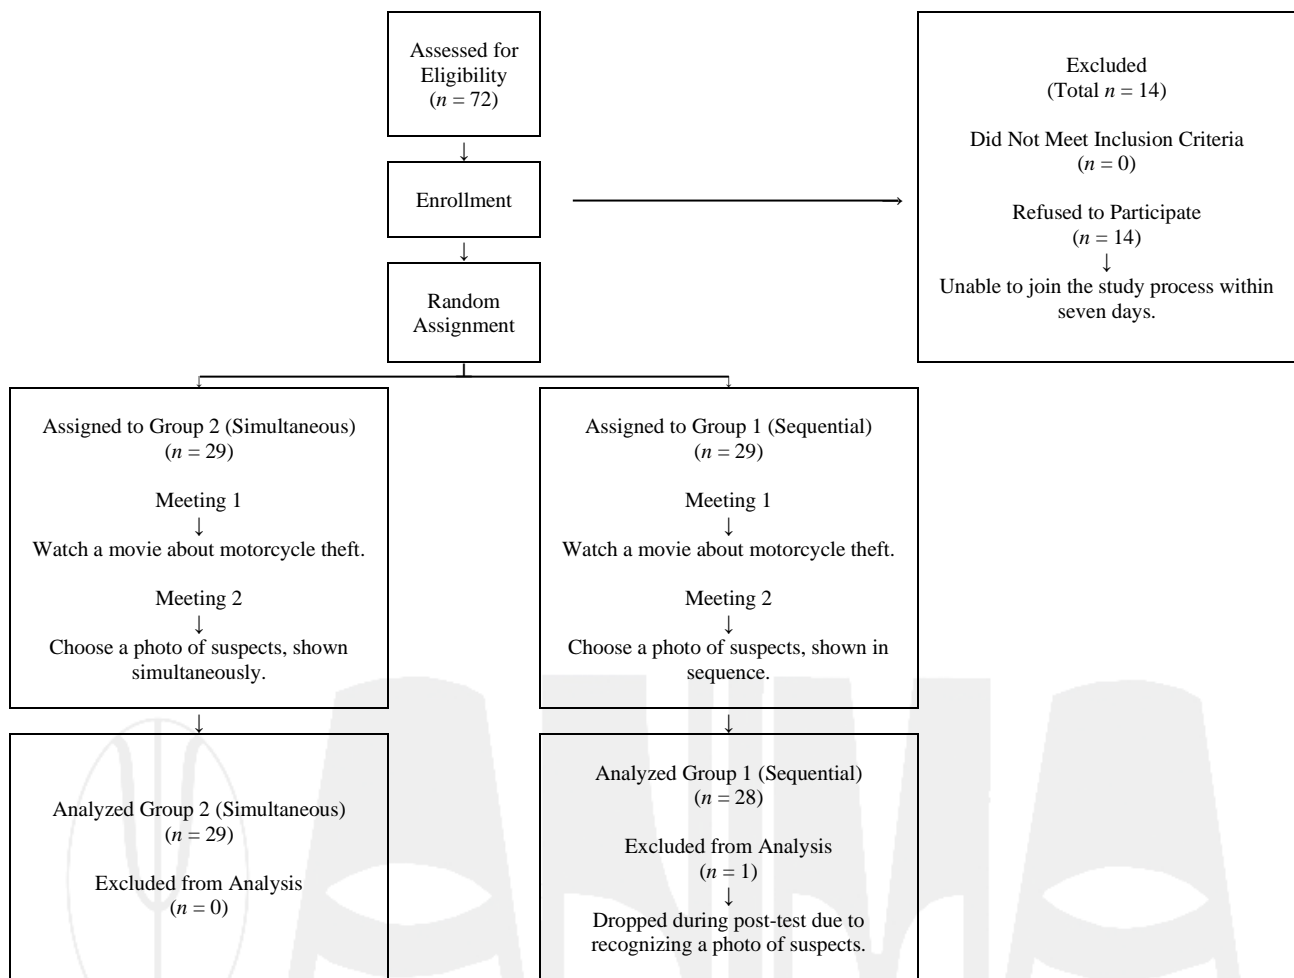 Assessed for
Eligibility
(n = 72)
↓
Enrollment
↓
Random
Assignment
Excluded
(Total n = 14)
Did Not Meet Inclusion Criteria
(n = 0)
Refused to Participate
(n = 14)
↓
Unable to join the study process within
seven days.
Assigned to Group 2 (Simultaneous)
(n = 29)
Meeting 1
↓
Watch a movie about motorcycle theft.
Meeting 2
↓
Choose a photo of suspects, shown
simultaneously.
↓
Analyzed Group 2 (Simultaneous)
(n = 29)
Excluded from Analysis
(n = 0)
Assigned to Group 1 (Sequential)
(n = 29)
Meeting 1
↓
Watch a movie about motorcycle theft.
Meeting 2
↓
Choose a photo of suspects, shown in
sequence.
↓
Analyzed Group 1 (Sequential)
(n = 28)
Excluded from Analysis
(n = 1)
↓
Dropped during post-test due to
recognizing a photo of suspects.
ANIMA